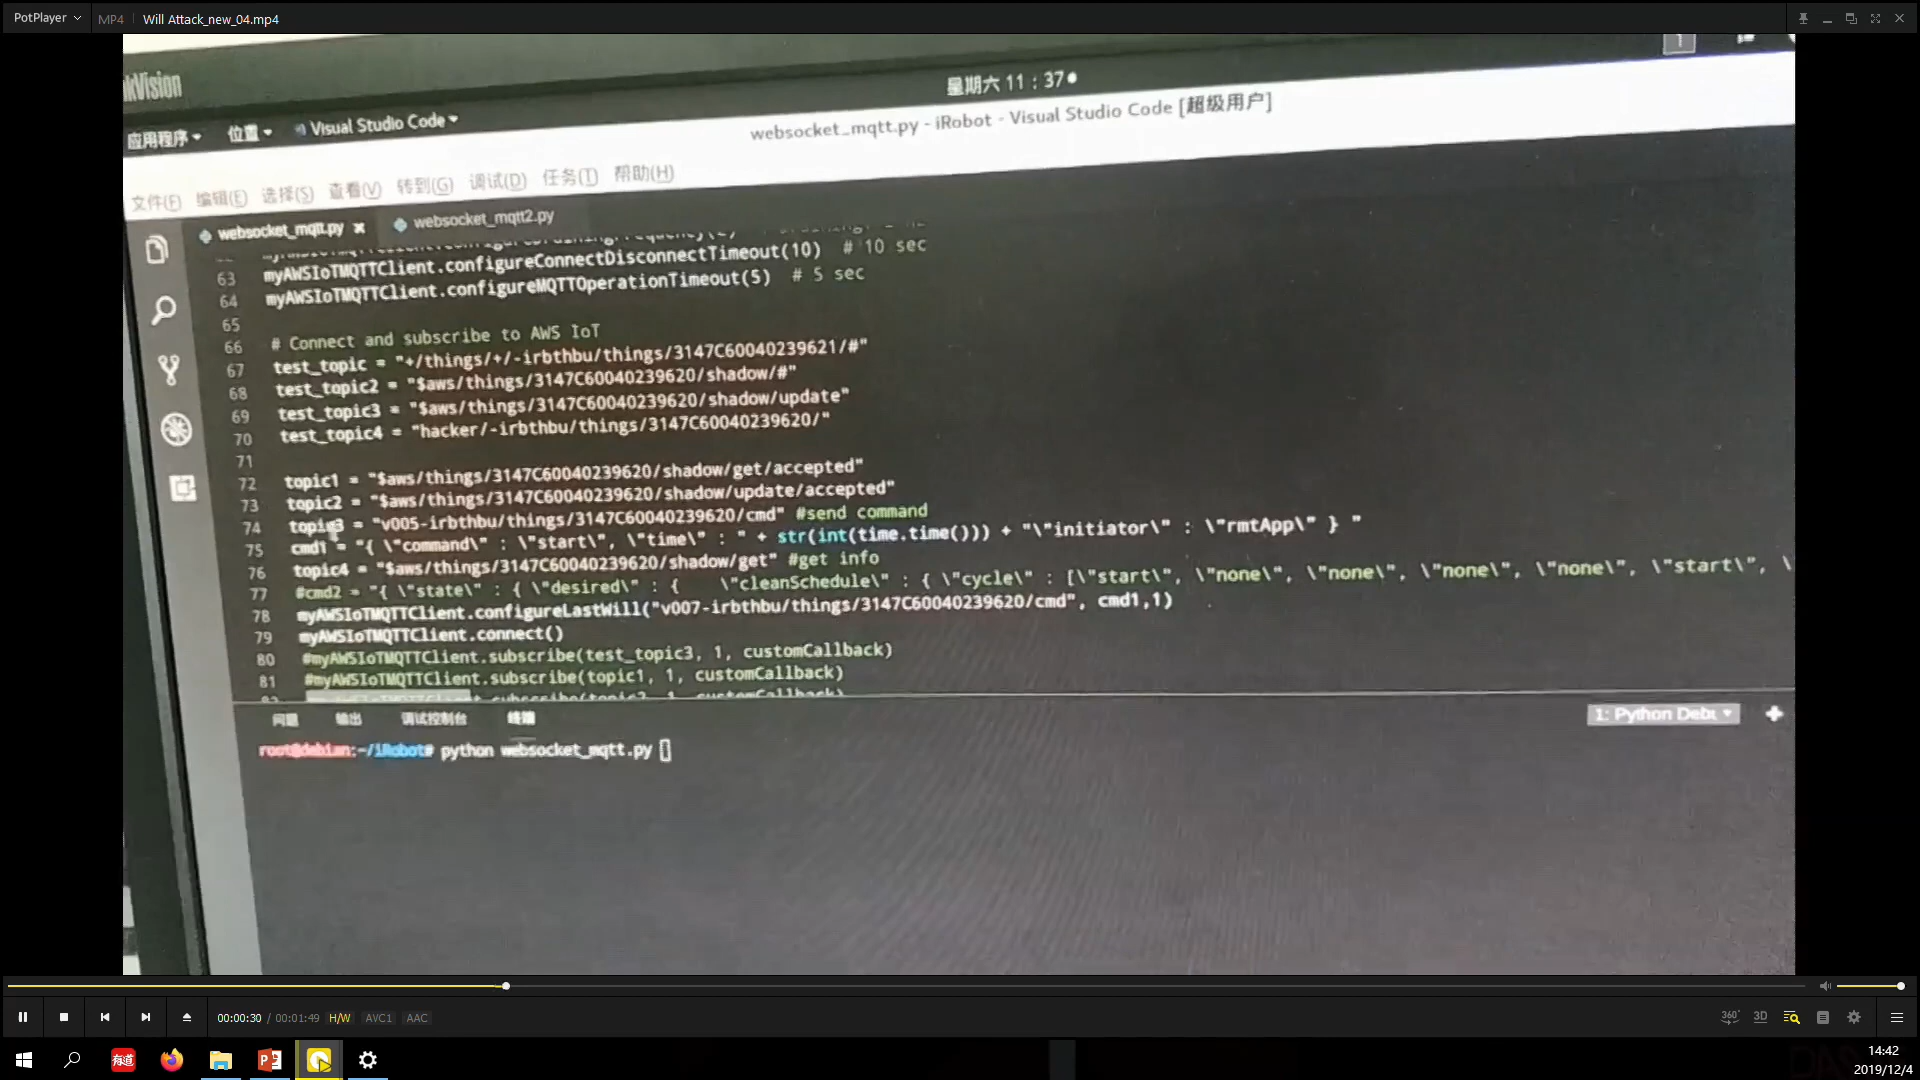 PotPlayer MP4 Will Attack_new_04.mp4
1
kVision
星期六 11：37
应用程序 位置 Visual Studio Code
websocket_mqtt.py - iRobot - Visual Studio Code [超级用户]
文件(F) 编辑(E) 选择(S) 查看(V) 转到(G) 调试(D) 任务(T) 帮助(H)
websocket_mqtt.py websocket_mqtt2.py
63 myAWSIoTMQTTClient.configureConnectDisconnectTimeout(10) # 10 sec
64 myAWSIoTMQTTClient.configureMQTTOperationTimeout(5) # 5 sec
65
66 # Connect and subscribe to AWS IoT
67 test_topic = "+/things/+/-irbthbu/things/3147C60040239621/#"
68 test_topic2 = "$aws/things/3147C60040239620/shadow/#"
69 test_topic3 = "$aws/things/3147C60040239620/shadow/update"
70 test_topic4 = "hacker/-irbthbu/things/3147C60040239620/"
71
72 topic1 = "$aws/things/3147C60040239620/shadow/get/accepted"
73 topic2 = "$aws/things/3147C60040239620/shadow/update/accepted"
74 topic3 = "v005-irbthbu/things/3147C60040239620/cmd" #send command
75 cmd1 = "{ \"command\" : \"start\", \"time\" : " + str(int(time.time())) + "\"initiator\" : \"rmtApp\" } "
76 topic4 = "$aws/things/3147C60040239620/shadow/get" #get info
77 #cmd2 = "{ \"state\" : { \"desired\" : { \"cleanSchedule\" : { \"cycle\" : [\"start\", \"none\", \"none\", \"none\", \"none\", \"start\", \
78 myAWSIoTMQTTClient.configureLastWill("v007-irbthbu/things/3147C60040239620/cmd", cmd1,1)
79 myAWSIoTMQTTClient.connect()
80 #myAWSIoTMQTTClient.subscribe(test_topic3, 1, customCallback)
81 #myAWSIoTMQTTClient.subscribe(topic1, 1, customCallback)
问题 输出 调试控制台 终端 1: Python Debu
root@debian:~/iRobot# python websocket_mqtt.py
00:00:30 / 00:01:49 H/W AVC1 AAC 360° 3D
有道
14:42
2019/12/4